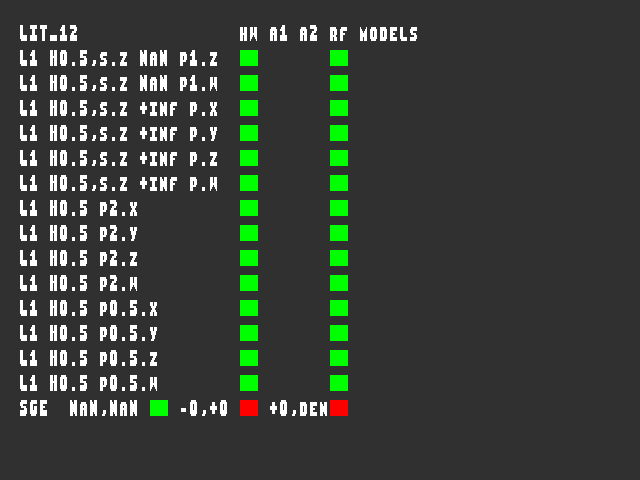 LIT_12 HW A1 A2 RF MODELS
L1 H0.5,s.Z NAN P1.Z
L1 H0.5,s.Z NAN P1.W
L1 H0.5,s.Z +INF P.X
L1 H0.5,s.Z +INF P.Y
L1 H0.5,s.Z +INF P.Z
L1 H0.5,s.Z +INF P.W
L1 H0.5 P2.X
L1 H0.5 P2.Y
L1 H0.5 P2.Z
L1 H0.5 P2.W
L1 H0.5 P0.5.X
L1 H0.5 P0.5.Y
L1 H0.5 P0.5.Z
L1 H0.5 P0.5.W
SGE NAN,NAN -0,+0 +0,DEN